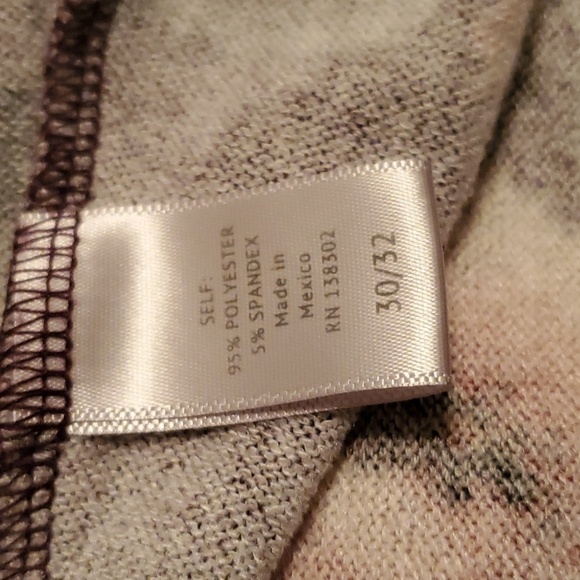 SELF:
95% POLYESTER
5% SPANDEX
Made in
Mexico
RN 138302
30/32